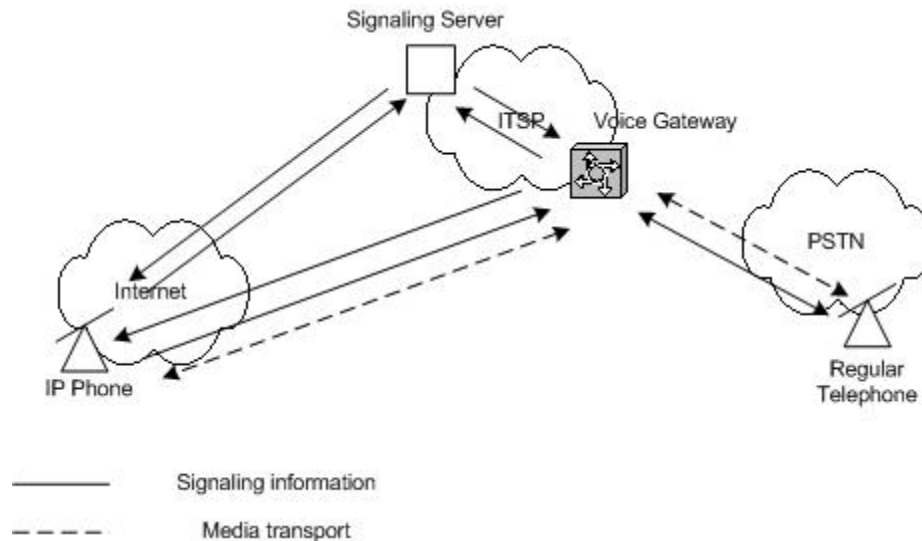 Signaling Server
ITSP
Voice Gateway
PSTN
Internet
IP Phone
Regular
Telephone
Signaling information
Media transport